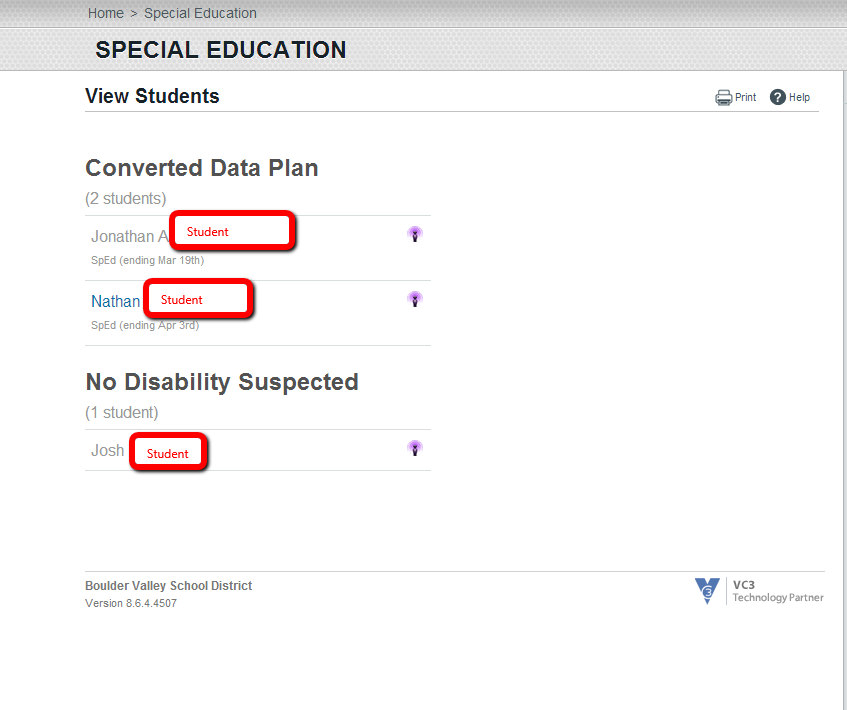 Home > Special Education
SPECIAL EDUCATION
View Students
Print
? Help
Converted Data Plan
(2 students)
Jonathan A Student
SpEd (ending Mar 19th)
Nathan Student
SpEd (ending Apr 3rd)
No Disability Suspected
(1 student)
Josh Student
Boulder Valley School District
Version 8.6.4.4507
3
VC3
Technology Partner